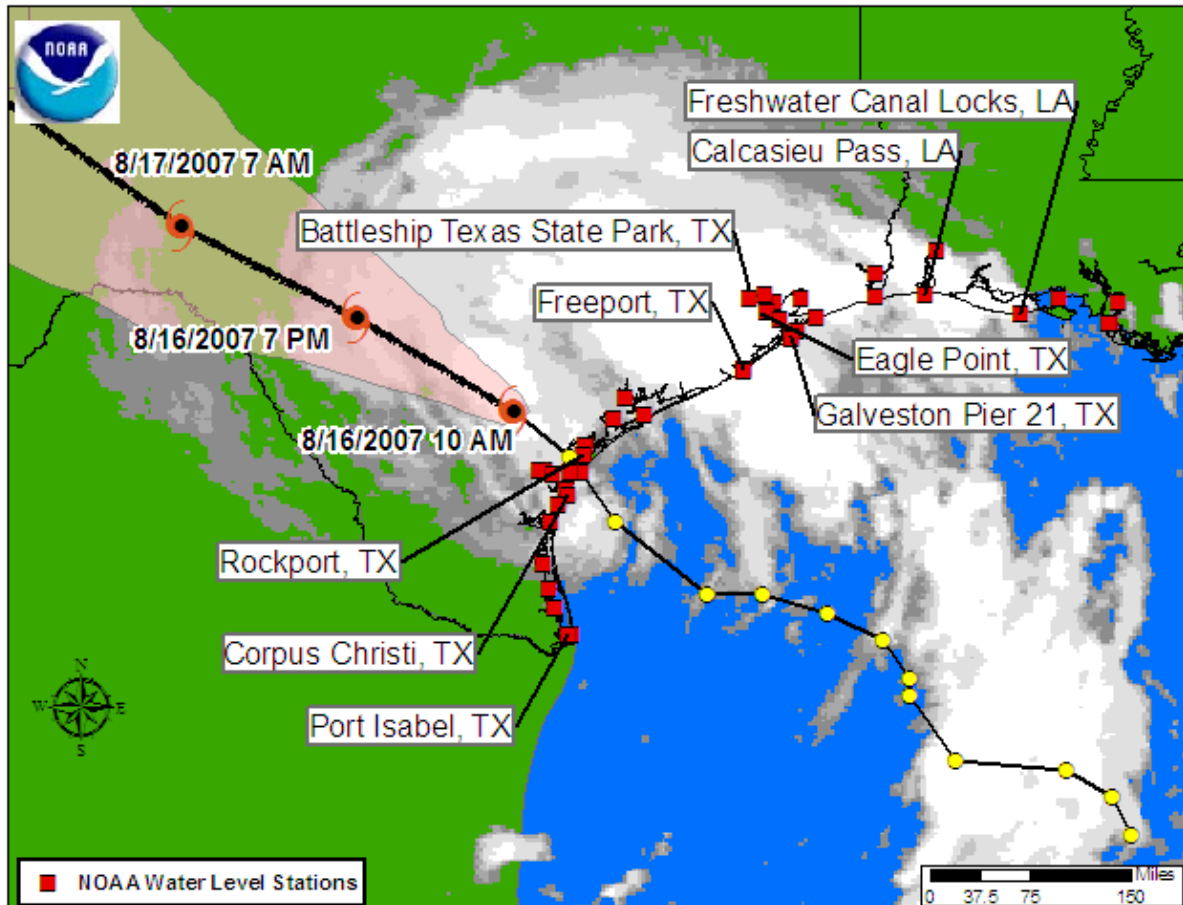 NOAA
Freshwater Canal Locks, LA
Calcasieu Pass, LA
8/17/2007 7 AM
Battleship Texas State Park, TX
Freeport, TX
8/16/2007 7 PM
Eagle Point, TX
Galveston Pier 21, TX
8/16/2007 10 AM
Rockport, TX
Corpus Christi, TX
Port Isabel, TX
N
W E
S
NOAA Water Level Stations
Miles
0 37.5 75 150